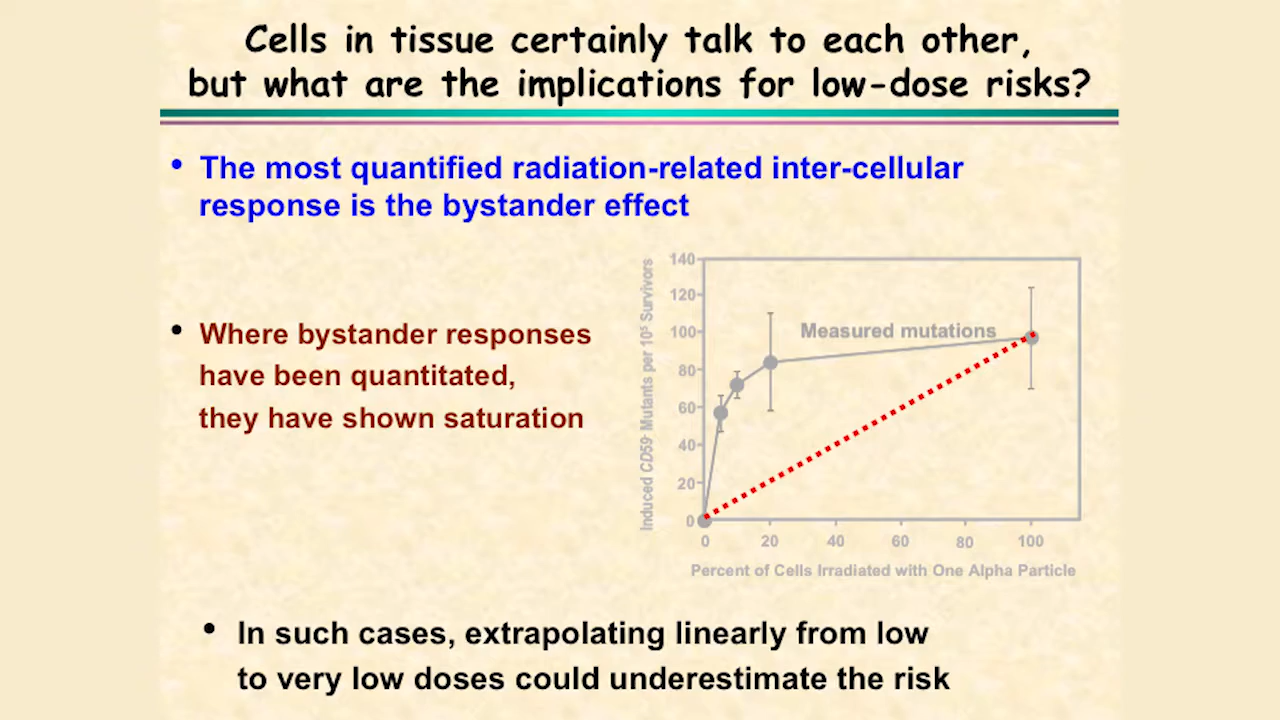 Cells in tissue certainly talk to each other,
but what are the implications for low-dose risks?
• The most quantified radiation-related inter-cellular
response is the bystander effect
• Where bystander responses
have been quantitated,
they have shown saturation
Induced CD59⁻ Mutants per 10⁵ Survivors
140
120
100
80
60
40
20
0
Measured mutations
0 20 40 60 80 100
Percent of Cells Irradiated with One Alpha Particle
• In such cases, extrapolating linearly from low
to very low doses could underestimate the risk